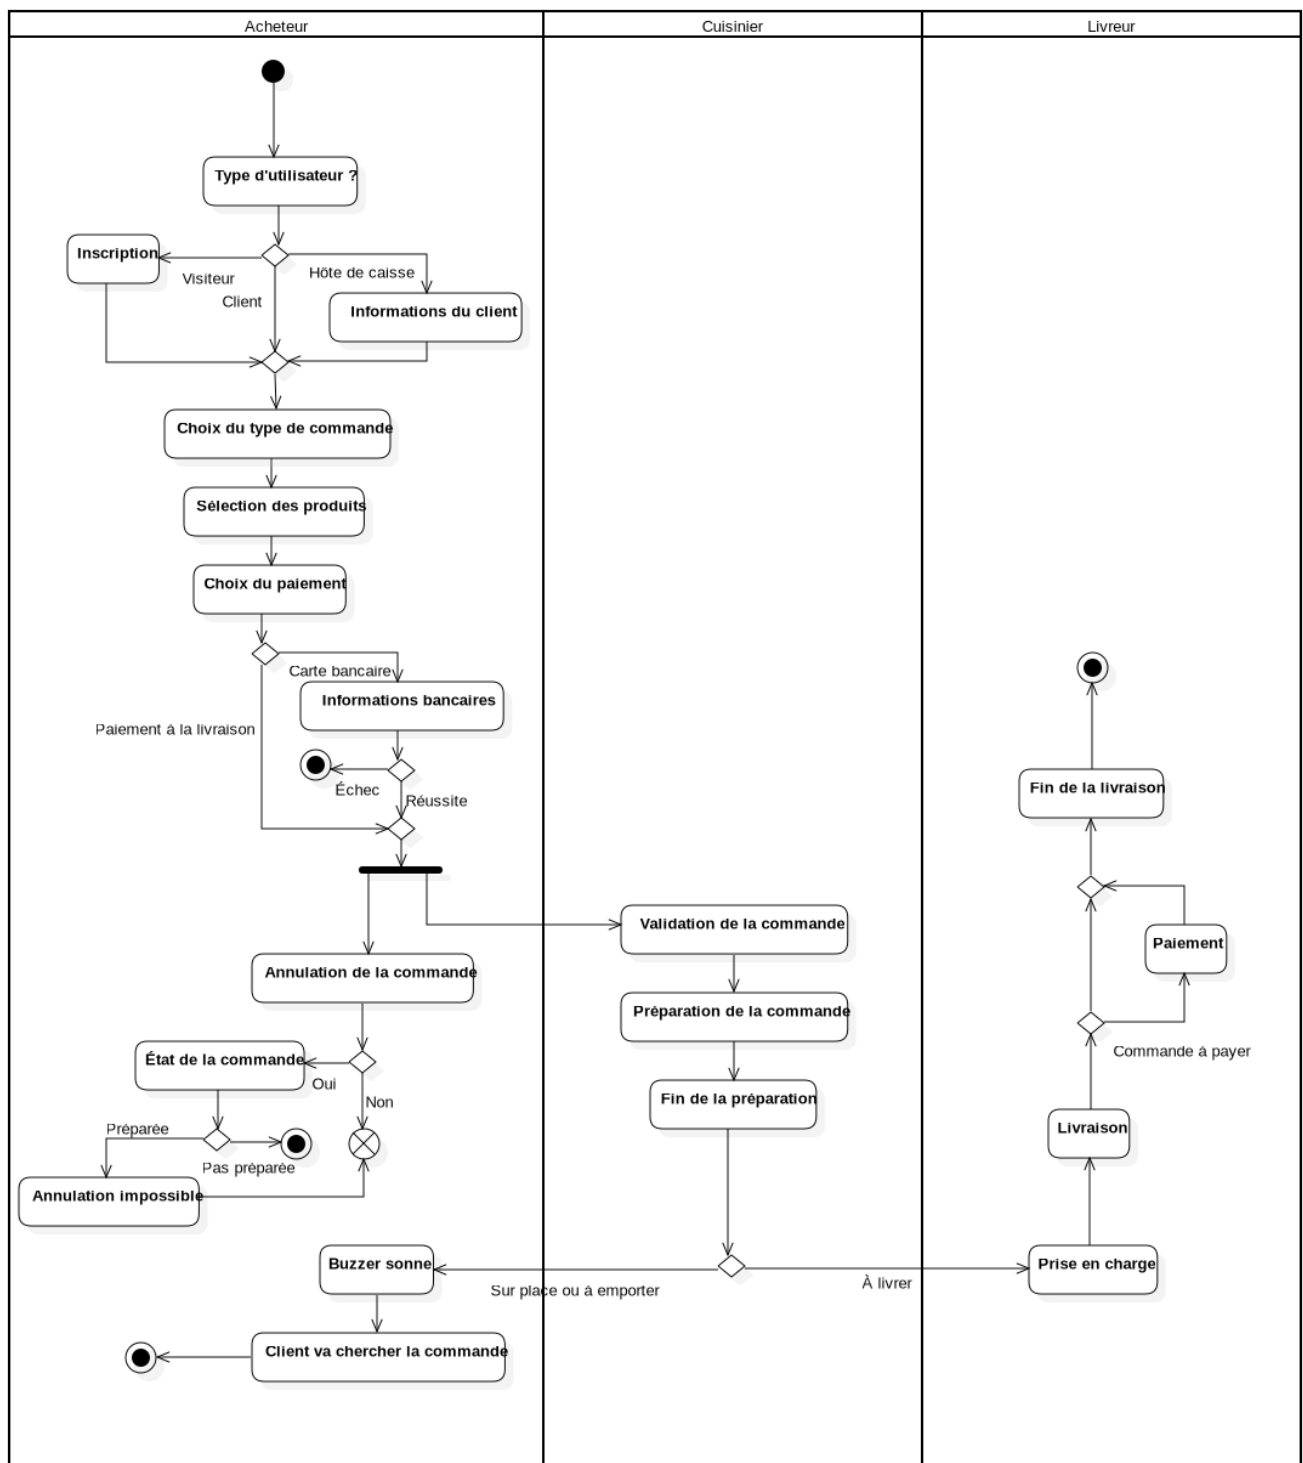 Acheteur
Cuisinier
Livreur
Type d'utilisateur ?
Inscription
Visiteur
Hôte de caisse
Client
Informations du client
Choix du type de commande
Sélection des produits
Choix du paiement
Carte bancaire
Informations bancaires
Paiement à la livraison
Échec
Réussite
Annulation de la commande
État de la commande
Oui
Non
Préparée
Pas préparée
Annulation impossible
Validation de la commande
Préparation de la commande
Fin de la préparation
Sur place ou à emporter
À livrer
Buzzer sonne
Client va chercher la commande
Prise en charge
Livraison
Commande à payer
Paiement
Fin de la livraison